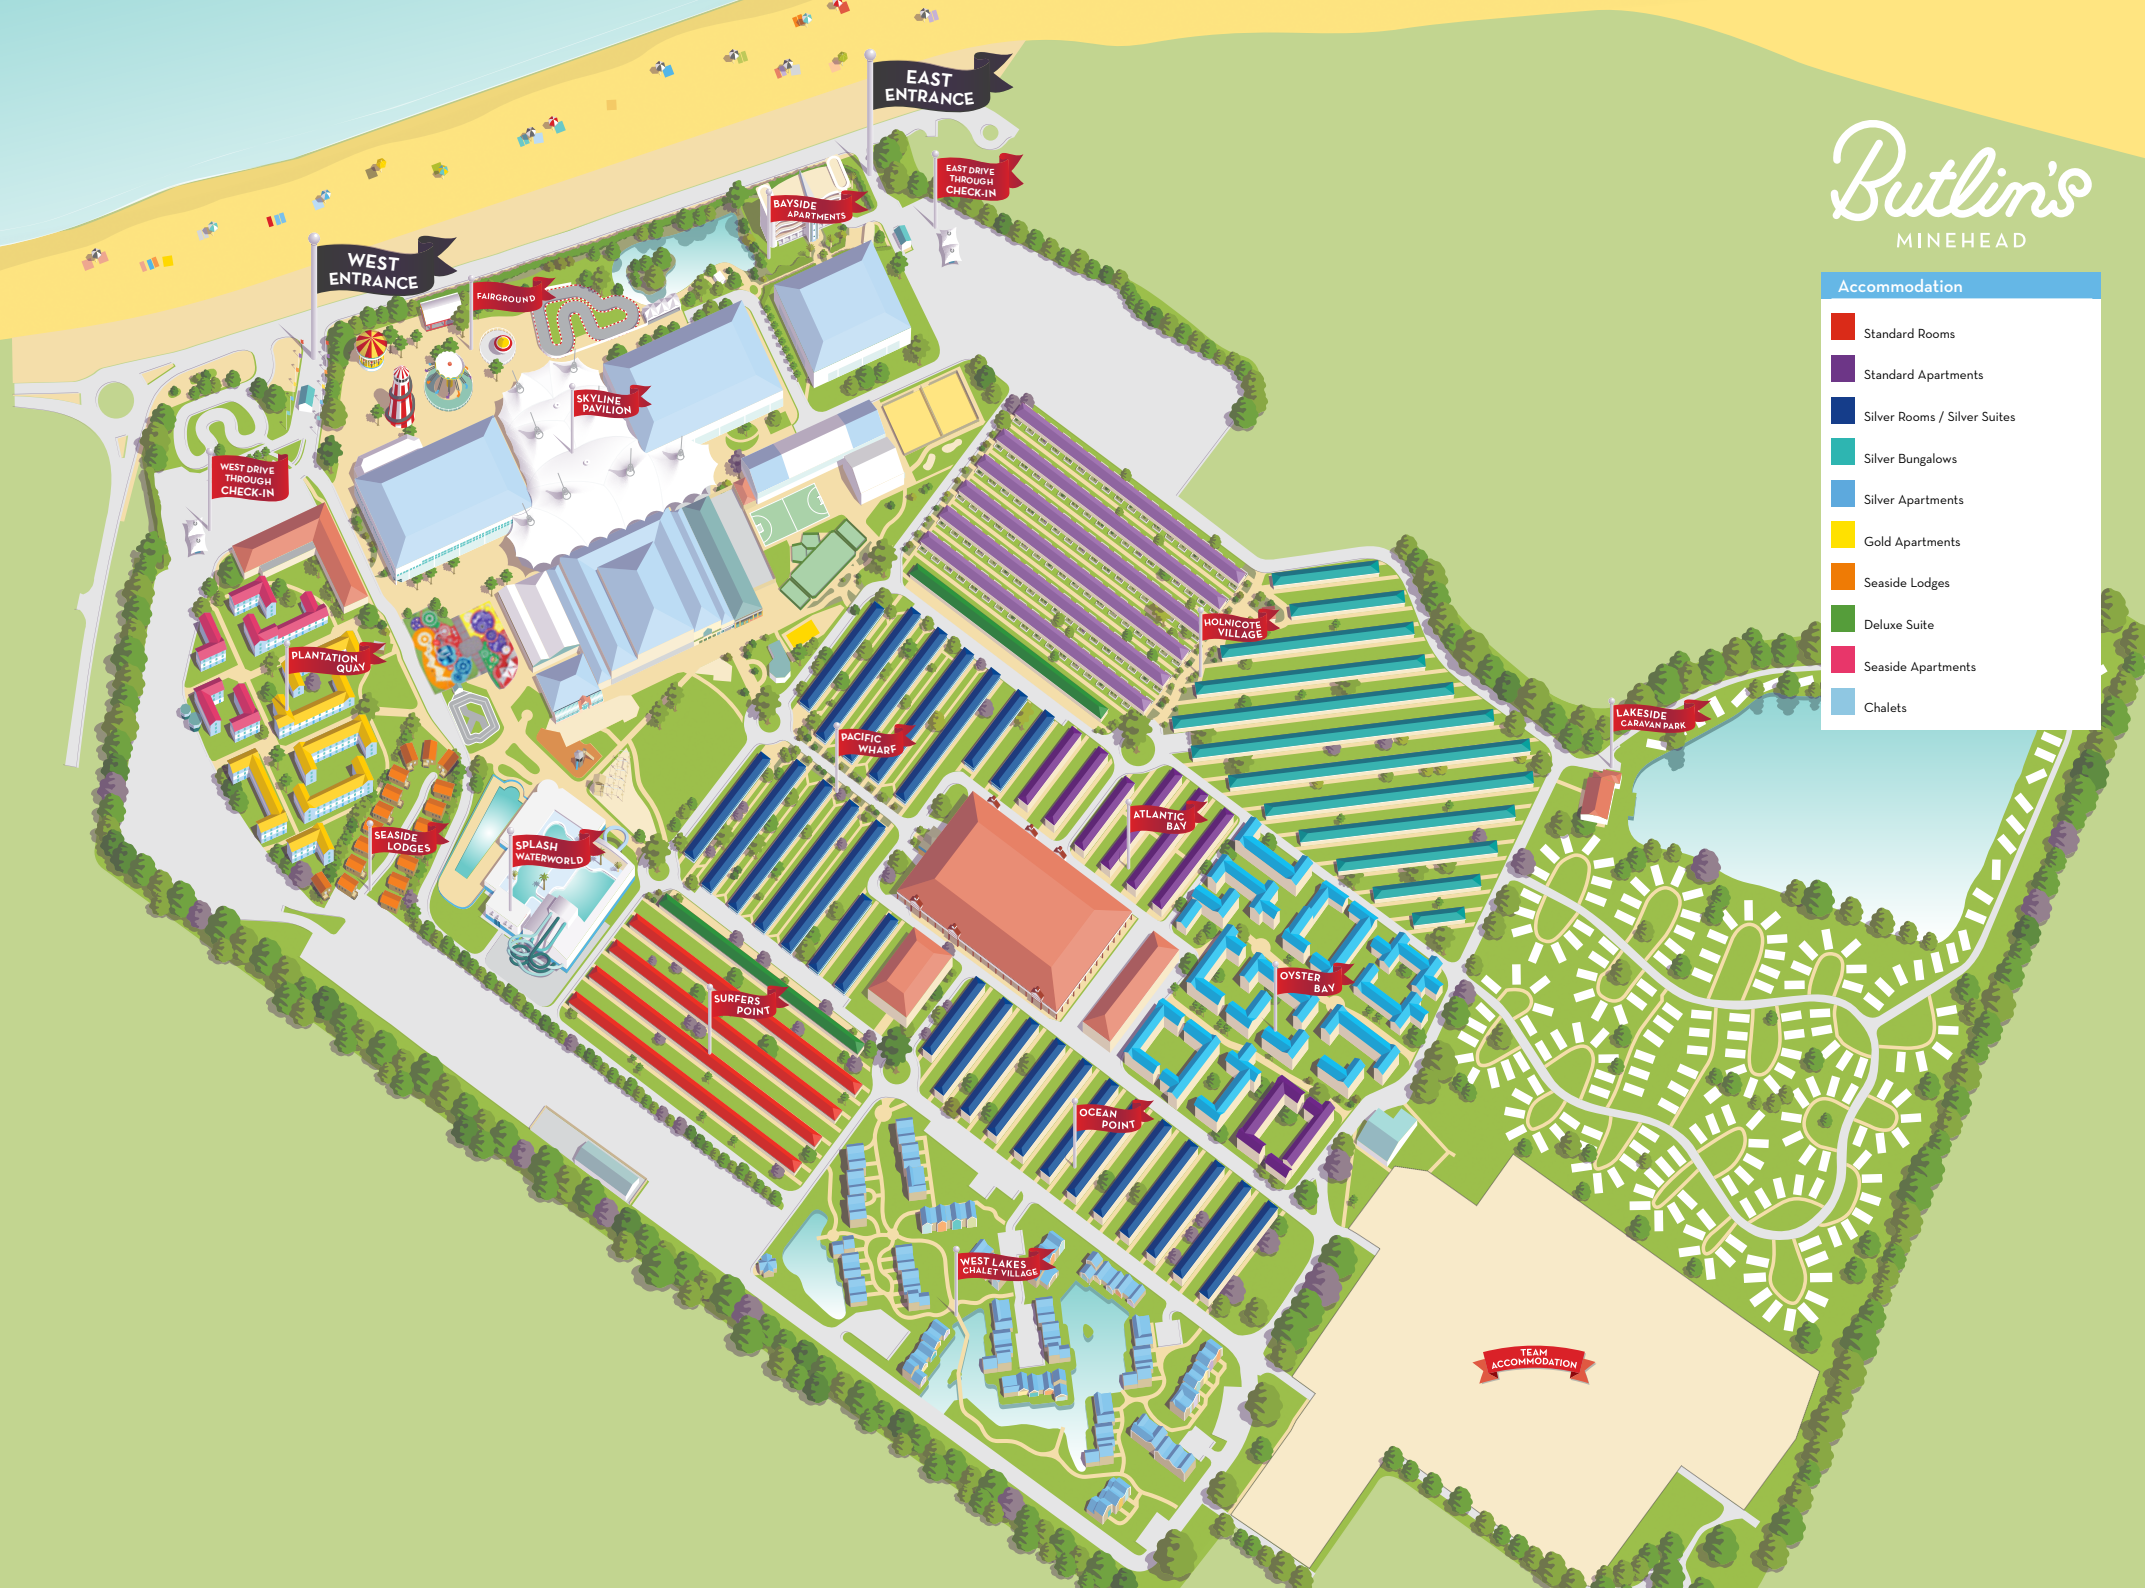 EAST
ENTRANCE
EAST DRIVE
THROUGH
CHECK-IN
BAYSIDE
APARTMENTS
WEST
ENTRANCE
FAIRGROUND
Butlin's
MINEHEAD
Accommodation
Standard Rooms
Standard Apartments
Silver Rooms / Silver Suites
Silver Bungalows
Silver Apartments
Gold Apartments
Seaside Lodges
Deluxe Suite
Seaside Apartments
Chalets
SKYLINE
PAVILION
WEST DRIVE
THROUGH
CHECK-IN
HOLNICOTE
VILLAGE
PLANTATION
QUAY
LAKESIDE
CARAVAN PARK
PACIFIC
WHARF
ATLANTIC
BAY
SEASIDE
LODGES
SPLASH
WATERWORLD
OYSTER
BAY
SURFERS
POINT
OCEAN
POINT
WEST LAKES
CHALET VILLAGE
TEAM
ACCOMMODATION